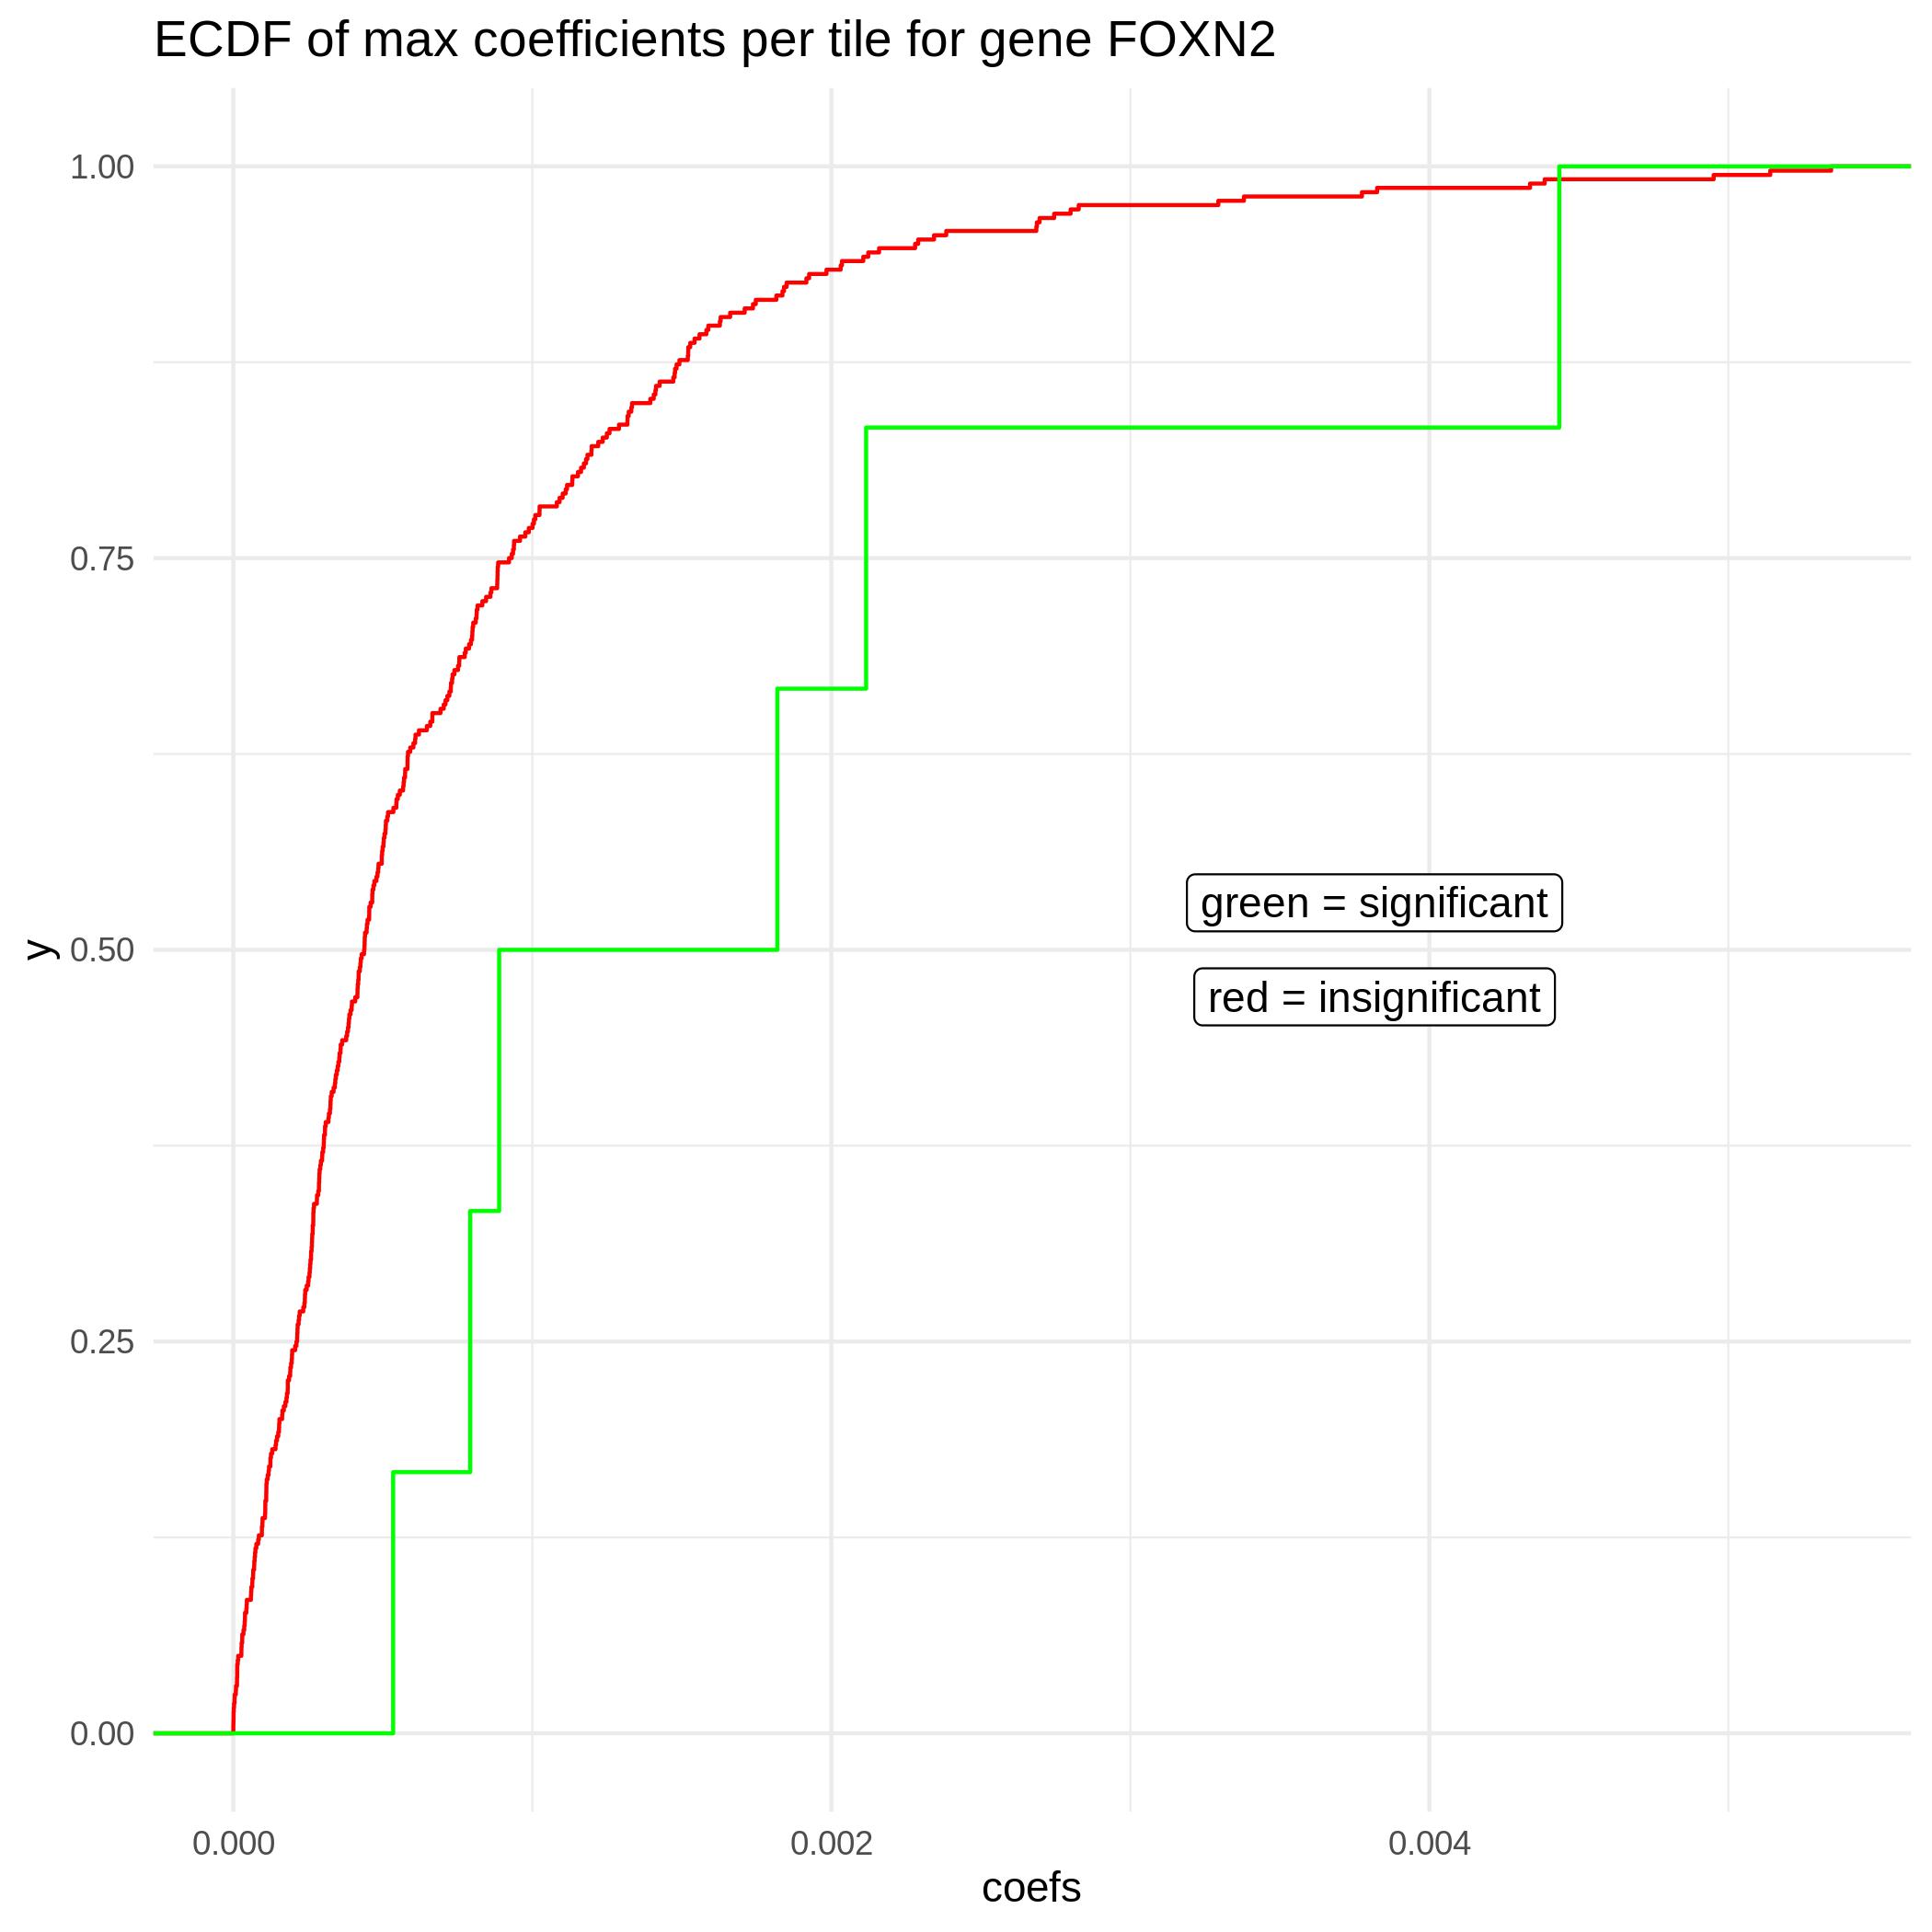 ECDF of max coefficients per tile for gene FOXN2
1.00
0.75
0.50
0.25
0.00
y
green = significant
red = insignificant
0.000 0.002 0.004
coefs